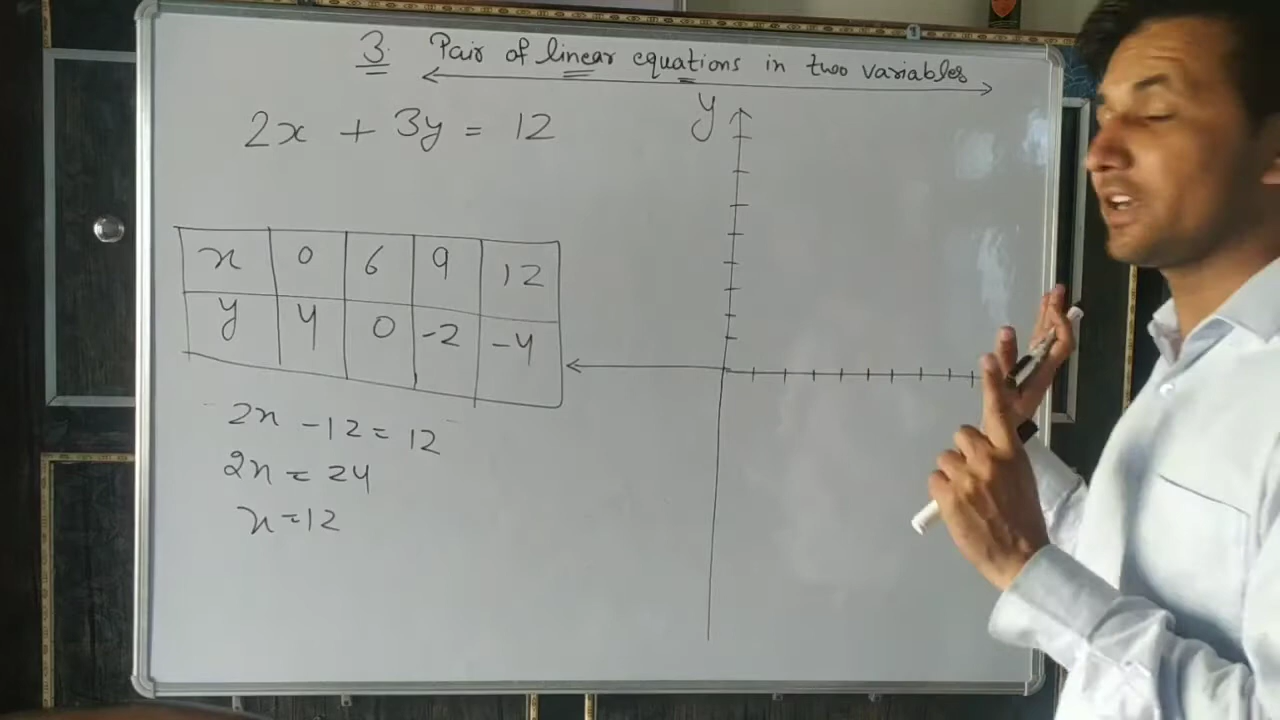 3. Pair of linear equations in two variables
2x + 3y = 12
y
x 0 6 9 12
y 4 0 -2 -4
2x - 12 = 12
2x = 24
x = 12